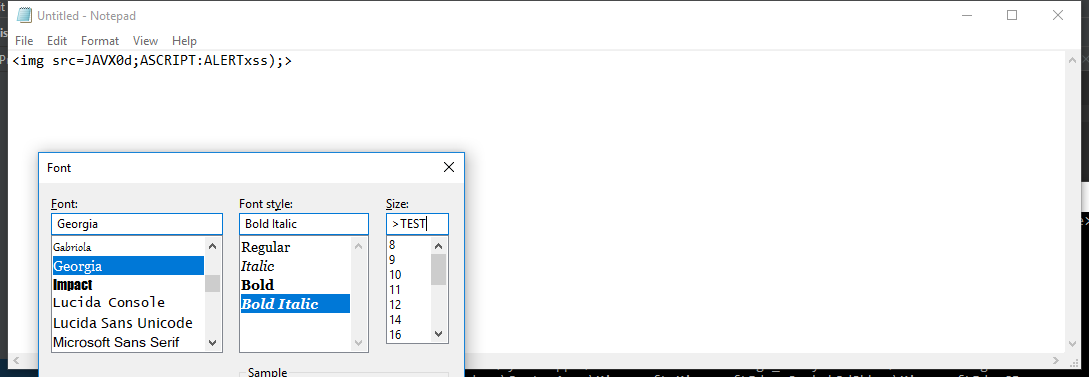 Untitled - Notepad
File Edit Format View Help
<img src=JAVX0d;ASCRIPT:ALERTxss);>
Font
Font: Font style: Size:
Georgia Bold Italic >TEST
Gabriola Regular 8
Georgia Italic 9
Impact Bold 10
Lucida Console Bold Italic 11
Lucida Sans Unicode 12
Microsoft Sans Serif 14
16
Sample